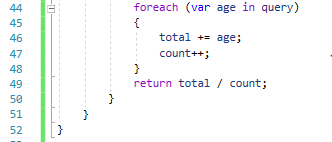 44 foreach (var age in query)
45 {
46 total += age;
47 count++;
48 }
49 return total / count;
50 }
51 }
52 }